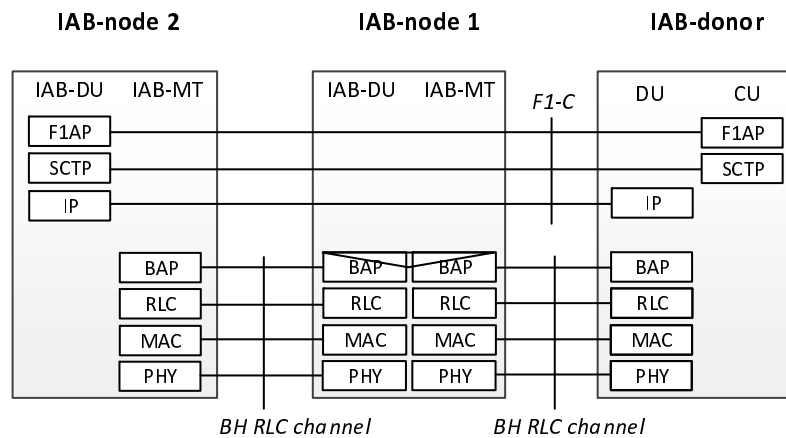 IAB-node 2 IAB-node 1 IAB-donor
IAB-DU IAB-MT IAB-DU IAB-MT DU CU
F1-C
F1AP F1AP
SCTP SCTP
IP IP
BAP BAP BAP BAP
RLC RLC RLC RLC
MAC MAC MAC MAC
PHY PHY PHY PHY
BH RLC channel BH RLC channel